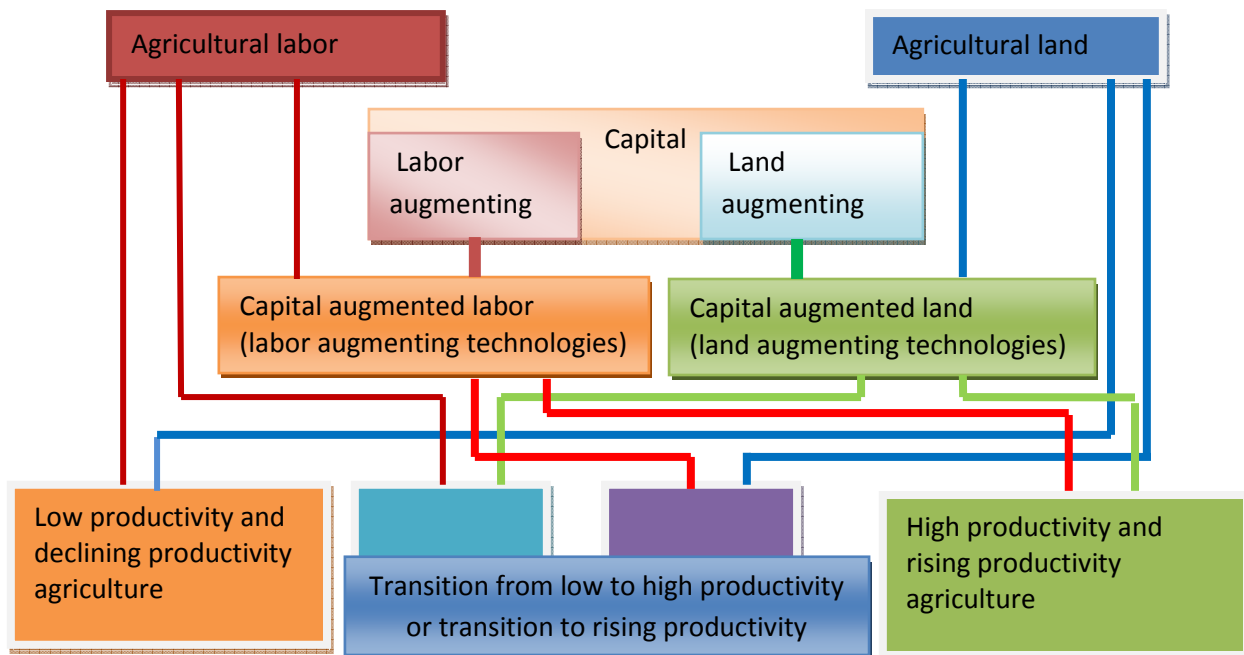 Agricultural labor
Agricultural land
Capital
Labor
augmenting
Land
augmenting
Capital augmented labor
(labor augmenting technologies)
Capital augmented land
(land augmenting technologies)
Low productivity and
declining productivity
agriculture
Transition from low to high productivity
or transition to rising productivity
High productivity and
rising productivity
agriculture